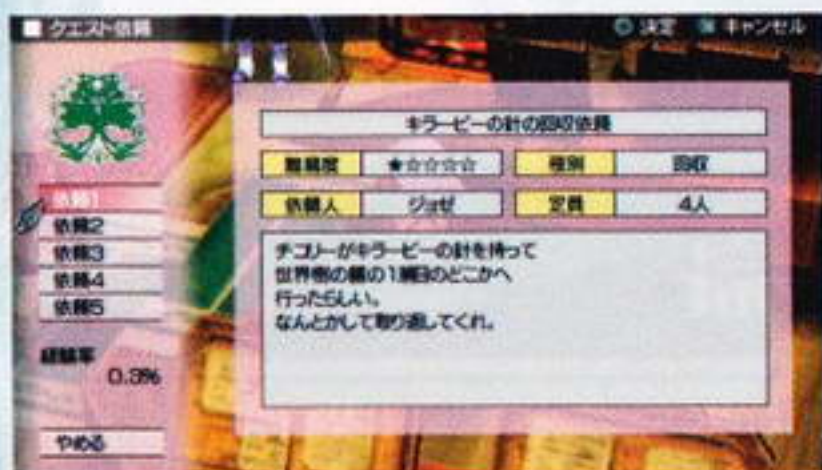 クエスト依頼
決定 キャンセル
キラービーの針の回収依頼
難易度 ★☆☆☆☆ 種別 回収
依頼人 ジョゼ 定員 4人
依頼1
依頼2
依頼3
依頼4
依頼5
チコリーがキラービーの針を持って
世界樹の麓の1層目のどこかへ
行ったらしい。
なんとかして取り返してくれ。
経験率
0.3%
やめる